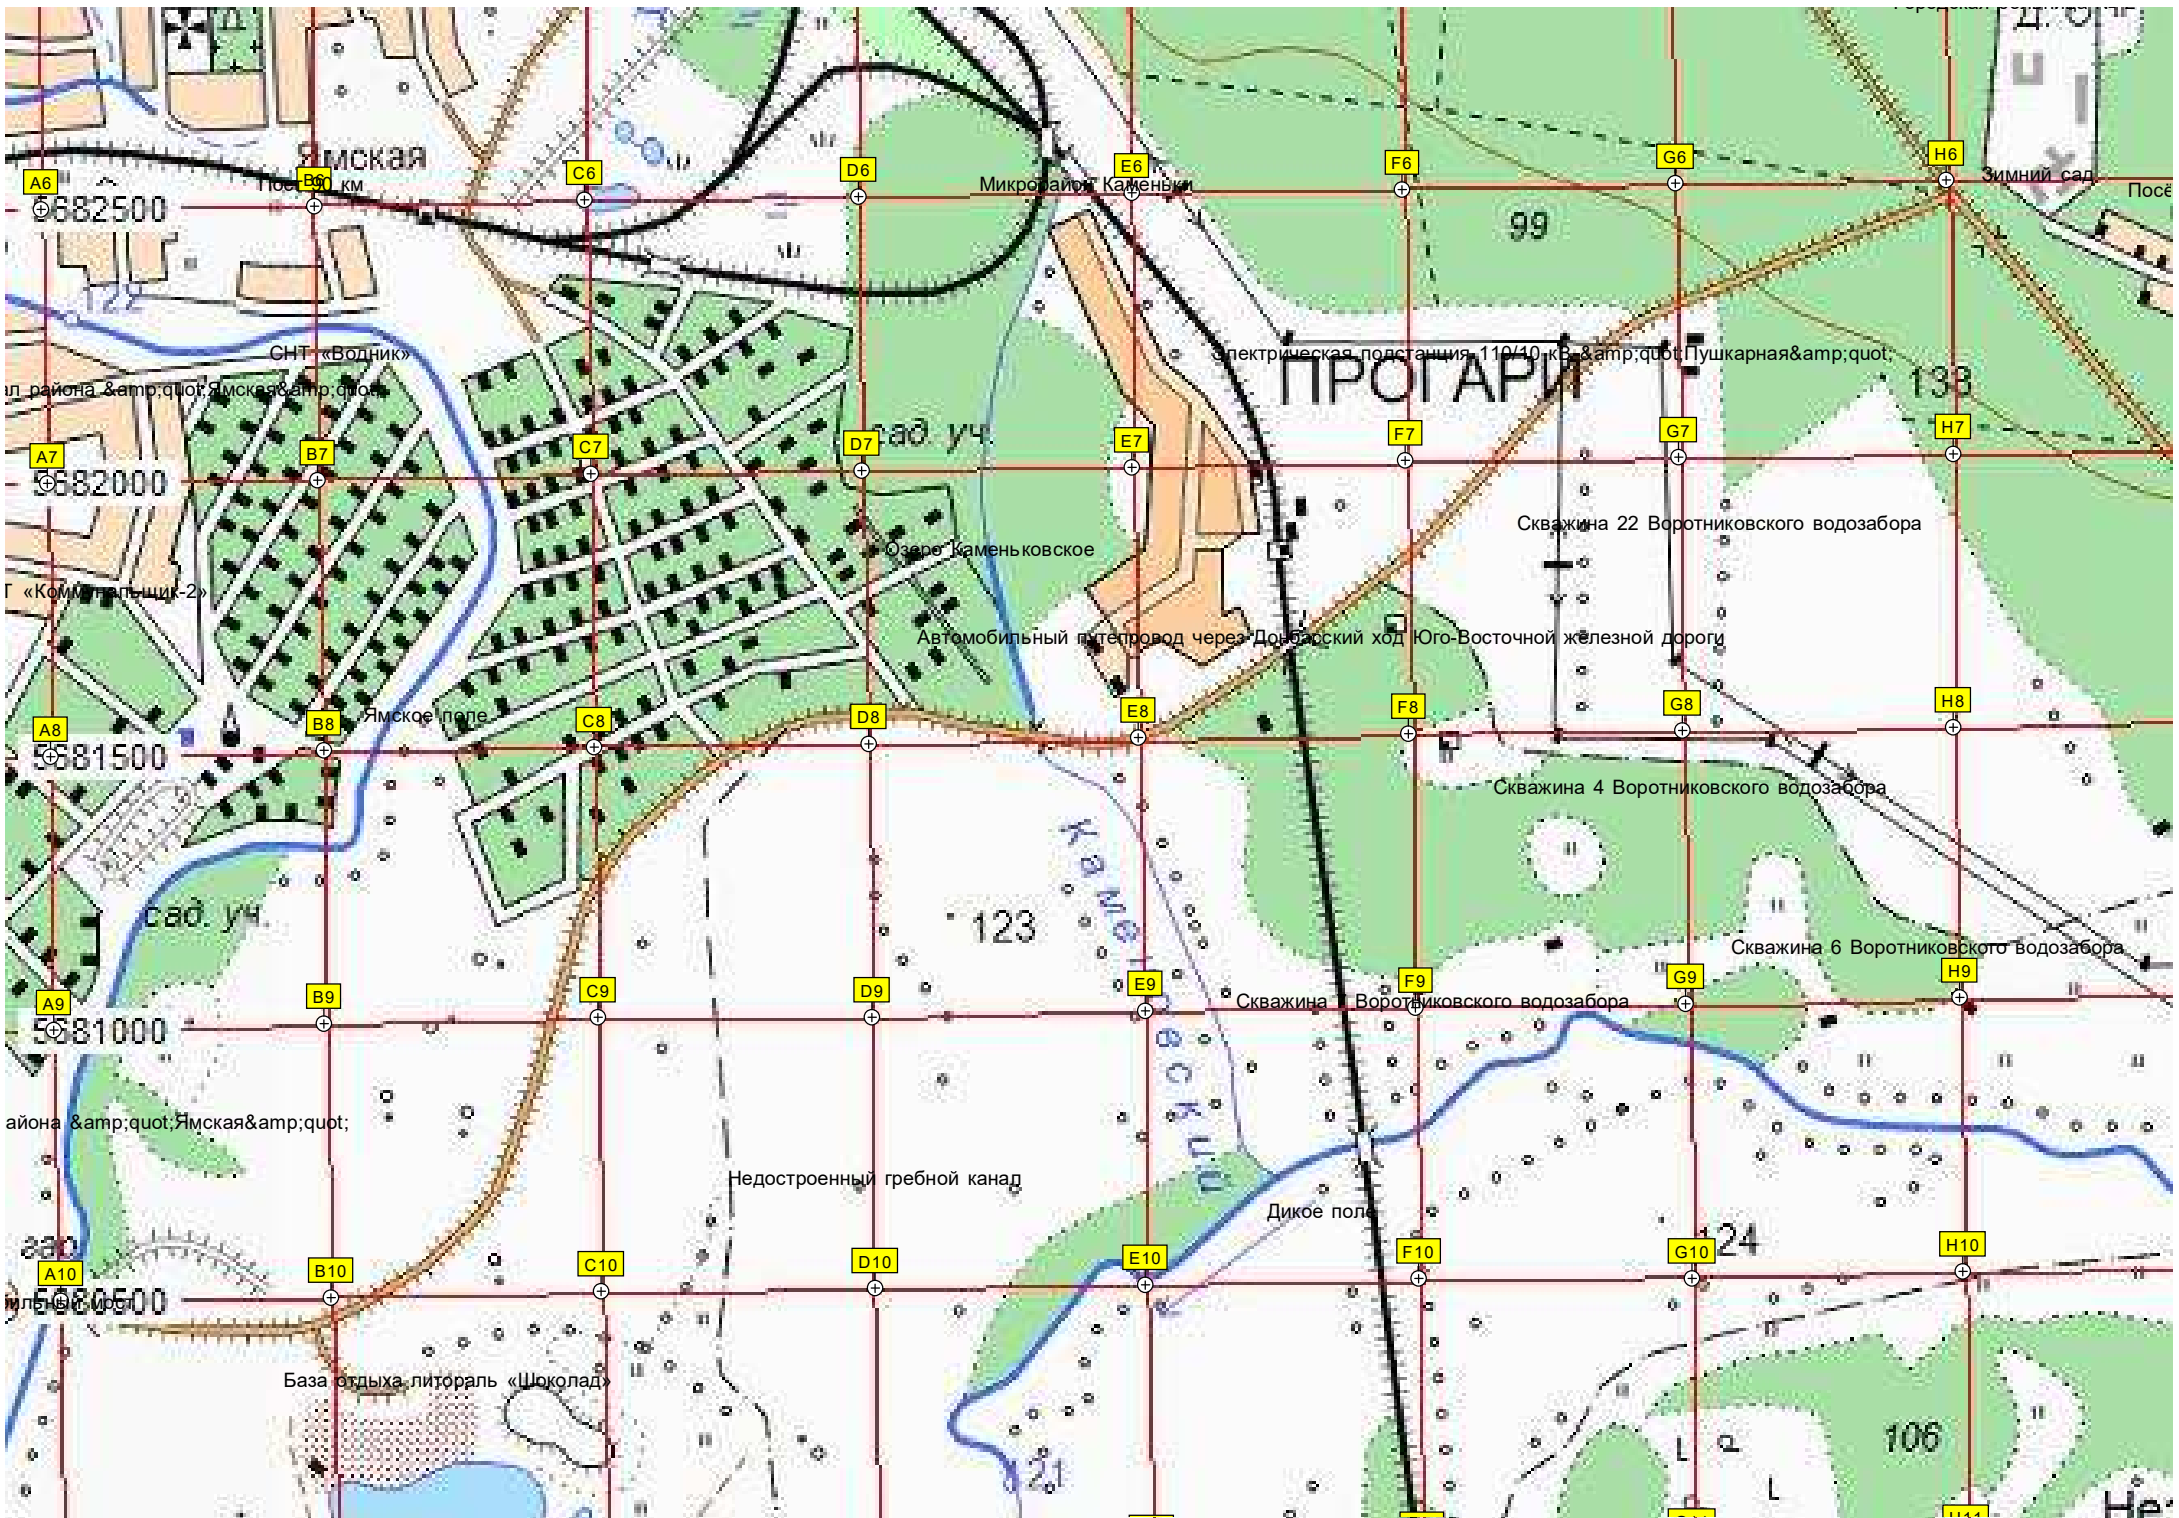 Ямская
A6
B6
C6
D6
E6
F6
G6
H6
Микрорайон Каменьки
Зимний сад
Посё
5682500
99
122
СНТ «Водник»
Электрическая подстанция 110/10 кВ &amp;quot;Пушкарная&amp;quot;
ал района &amp;quot;Ямская&amp;quot;
ПРОГАРИ
138
сад. уч.
A7
B7
C7
D7
E7
F7
G7
H7
5682000
Скважина 22 Воротниковского водозабора
Озеро Каменьковское
Т «Коммунальщик-2»
Автомобильный путепровод через Донбасский ход Юго-Восточной железной дороги
Ямское поле
A8
B8
C8
D8
E8
F8
G8
H8
5681500
Скважина 4 Воротниковского водозабора
сад. уч.
123
Скважина 6 Воротниковского водозабора
A9
B9
C9
D9
E9
F9
G9
H9
Скважина
Воротниковского водозабора
5681000
айона &amp;quot;Ямская&amp;quot;
Недостроенный гребной канал
Дикое поле
124
A10
B10
C10
D10
E10
F10
G10
H10
5680500
База отдыха литораль «Шоколад»
106
121
H11